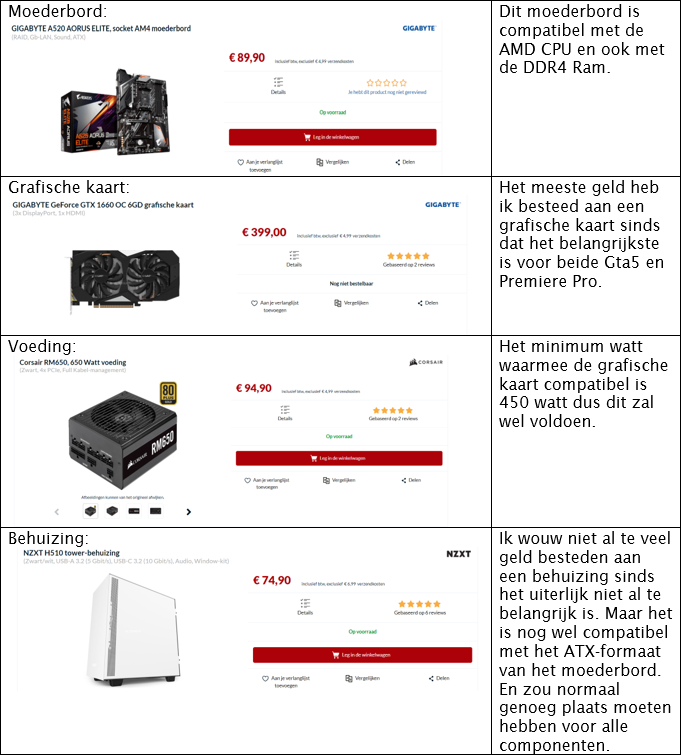 Moederbord:
GIGABYTE A520 AORUS ELITE, socket AM4 moederbord
(RAID, Gb-LAN, Sound, ATX)
GIGABYTE
€ 89,90
Inclusief btw, exclusief € 6,99 verzendkosten
Details
Je hebt dit product nog niet gereviewd
Op voorraad
Leg in de winkelwagen
Aan je verlanglijst
toevoegen
Vergelijken
Delen
AORUS
A520
AORUS
ELITE
Dit moederbord is
compatibel met de
AMD CPU en ook met
de DDR4 Ram.
Grafische kaart:
GIGABYTE GeForce GTX 1660 OC 6GD grafische kaart
(3x DisplayPort, 1x HDMI)
GIGABYTE
€ 399,00
Inclusief btw, exclusief € 4,99 verzendkosten
Details
Gebaseerd op 2 reviews
Nog niet bestelbaar
Aan je verlanglijst
toevoegen
Vergelijken
Delen
Het meeste geld heb
ik besteed aan een
grafische kaart sinds
dat het belangrijkste
is voor beide Gta5 en
Premiere Pro.
Voeding:
Corsair RM650, 650 Watt voeding
(Zwart, 4x PCIe, Full Kabel-management)
CORSAIR
€ 94,90
Inclusief btw, exclusief € 6,99 verzendkosten
Details
Gebaseerd op 2 reviews
Op voorraad
Leg in de winkelwagen
Aan je verlanglijst
toevoegen
Vergelijken
Delen
80
RM650
CORSAIR
Afbeeldingen kunnen van het origineel afwijken.
Het minimum watt
waarmee de grafische
kaart compatibel is
450 watt dus dit zal
wel voldoen.
Behuizing:
NZXT H510 tower-behuizing
(Zwart/wit, USB-A 3.2 (5 Gbit/s), USB-C 3.2 (10 Gbit/s), Audio, Window-kit)
NZXT
€ 74,90
Inclusief btw, exclusief € 6,99 verzendkosten
Details
Gebaseerd op 6 reviews
Op voorraad
Leg in de winkelwagen
Aan je verlanglijst
toevoegen
Vergelijken
Delen
Ik wouw niet al te veel
geld besteden aan
een behuizing sinds
het uiterlijk niet al te
belangrijk is. Maar het
is nog wel compatibel
met het ATX-formaat
van het moederbord.
En zou normaal
genoeg plaats moeten
hebben voor alle
componenten.